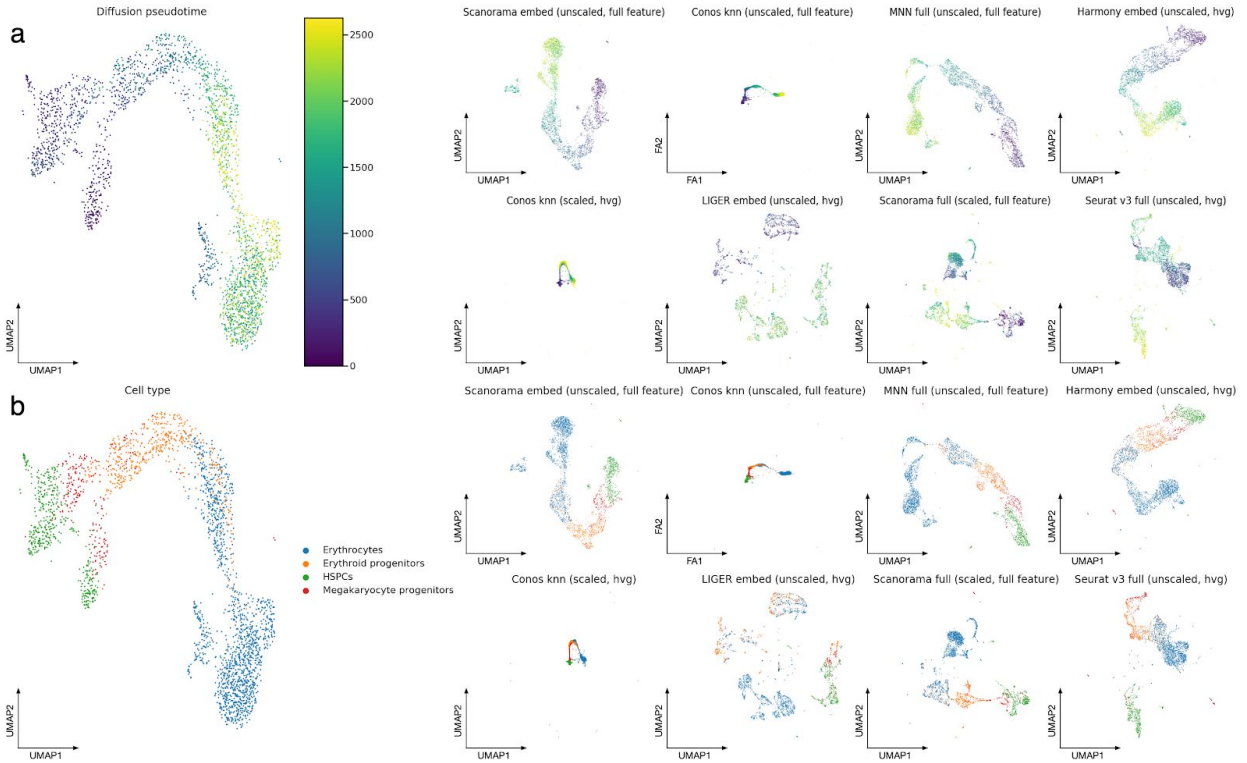 a
Diffusion pseudotime
2500
2000
1500
1000
500
0
UMAP2
UMAP1
Scanorama embed (unscaled, full feature)
UMAP2
UMAP1
Conos knn (unscaled, full feature)
FA2
FA1
MNN full (unscaled, full feature)
UMAP2
UMAP1
Harmony embed (unscaled, hvg)
UMAP2
UMAP1
Conos knn (scaled, hvg)
UMAP2
UMAP1
LIGER embed (unscaled, hvg)
UMAP2
UMAP1
Scanorama full (scaled, full feature)
UMAP2
UMAP1
Seurat v3 full (unscaled, hvg)
UMAP2
UMAP1
b
Cell type
UMAP2
UMAP1
Erythrocytes
Erythroid progenitors
HSPCs
Megakaryocyte progenitors
Scanorama embed (unscaled, full feature)
UMAP2
UMAP1
Conos knn (unscaled, full feature)
FA2
FA1
MNN full (unscaled, full feature)
UMAP2
UMAP1
Harmony embed (unscaled, hvg)
UMAP2
UMAP1
Conos knn (scaled, hvg)
UMAP2
UMAP1
LIGER embed (unscaled, hvg)
UMAP2
UMAP1
Scanorama full (scaled, full feature)
UMAP2
UMAP1
Seurat v3 full (unscaled, hvg)
UMAP2
UMAP1